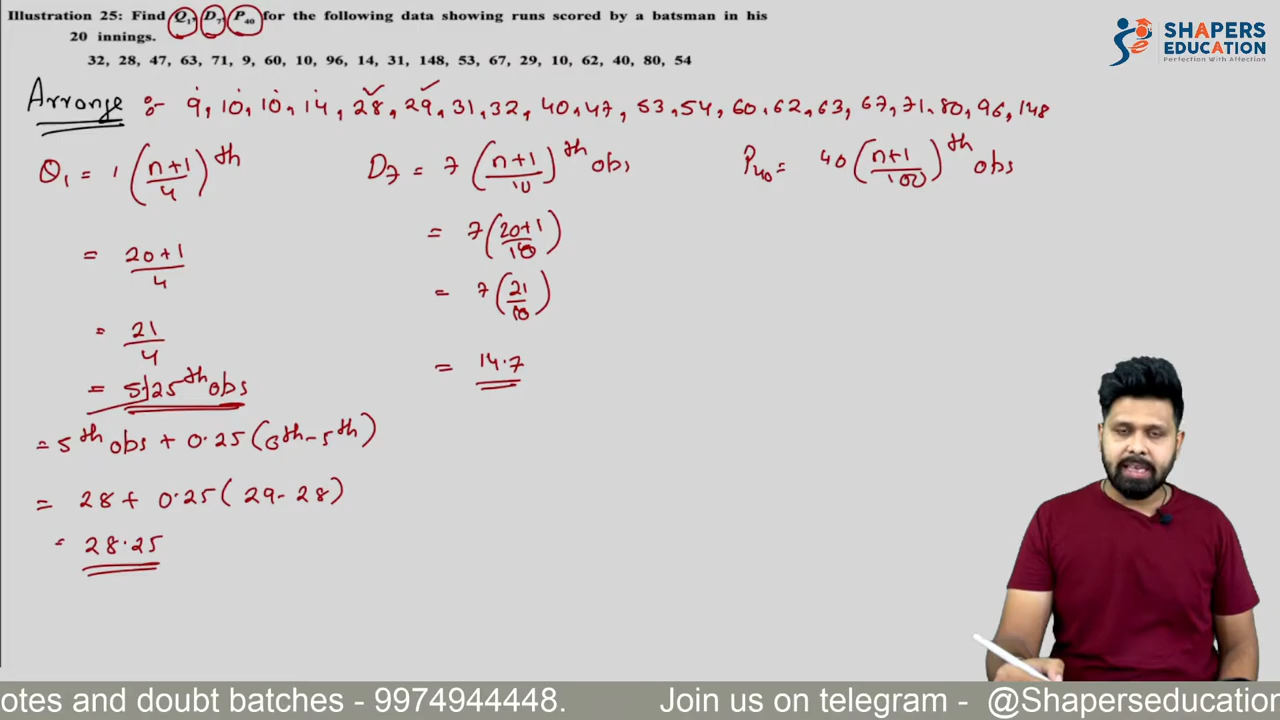 Illustration 25: Find Q₁, D₇, P₄₀ for the following data showing runs scored by a batsman in his
20 innings.
32, 28, 47, 63, 71, 9, 60, 10, 96, 14, 31, 148, 53, 67, 29, 10, 62, 40, 80, 54
SHAPERS
EDUCATION
Perfection With Affection
Arrange :- 9, 10, 10, 14, 28, 29, 31, 32, 40, 47, 53, 54, 60, 62, 63, 67, 71, 80, 96, 148
Q₁ = 1 (n+1/4)th
= 20+1/4
= 21/4
= 5.25th obs
= 5th obs + 0.25 (6th - 5th)
= 28 + 0.25 (29 - 28)
= 28.25
D₇ = 7 (n+1/10)th obs
= 7 (20+1/10)
= 7 (21/10)
= 14.7
P₄₀ = 40 (n+1/100)th obs
otes and doubt batches - 9974944448. Join us on telegram - @Shaperseducation